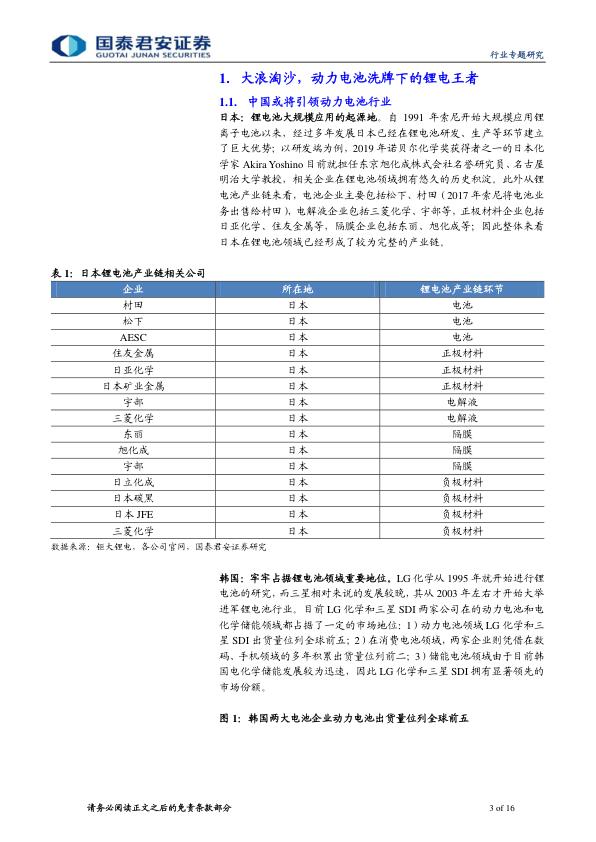 国泰君安证券
GUOTAI JUNAN SECURITIES
行业专题研究
1. 大浪淘沙，动力电池洗牌下的锂电王者
1.1. 中国或将引领动力电池行业
日本：锂电池大规模应用的起源地。自 1991 年索尼开始大规模应用锂
离子电池以来，经过多年发展日本已经在锂电池研发、生产等环节建立
了巨大优势；以研发端为例，2019 年诺贝尔化学奖获得者之一的日本化
学家 Akira Yoshino 目前就担任东京旭化成株式会社名誉研究员、名古屋
明治大学教授，相关企业在锂电池领域拥有悠久的历史积淀。此外从锂
电池产业链来看，电池企业主要包括松下、村田（2017 年索尼将电池业
务出售给村田），电解液企业包括三菱化学、宇部等，正极材料企业包括
日亚化学、住友金属等，隔膜企业包括东丽、旭化成等；因此整体来看
日本在锂电池领域已经形成了较为完整的产业链。
表 1：日本锂电池产业链相关公司
企业 所在地 锂电池产业链环节
村田 日本 电池
松下 日本 电池
AESC 日本 电池
住友金属 日本 正极材料
日亚化学 日本 正极材料
日本矿业金属 日本 正极材料
宇部 日本 电解液
三菱化学 日本 电解液
东丽 日本 隔膜
旭化成 日本 隔膜
宇部 日本 隔膜
日立化成 日本 负极材料
日本碳黑 日本 负极材料
日本 JFE 日本 负极材料
三菱化学 日本 负极材料
数据来源：钜大锂电，各公司官网，国泰君安证券研究
韩国：牢牢占据锂电池领域重要地位。LG 化学从 1995 年就开始进行锂
电池的研究，而三星相对来说的发展较晚，其从 2003 年左右才开始大举
进军锂电池行业。目前 LG 化学和三星 SDI 两家公司在的动力电池和电
化学储能领域都占据了一定的市场地位：1）动力电池领域 LG 化学和三
星 SDI 出货量位列全球前五；2）在消费电池领域，两家企业则凭借在数
码、手机领域的多年积累出货量位列前二；3）储能电池领域由于目前韩
国电化学储能发展较为迅速，因此 LG 化学和三星 SDI 拥有显著领先的
市场份额。
图 1：韩国两大电池企业动力电池出货量位列全球前五
请务必阅读正文之后的免责条款部分
3 of 16